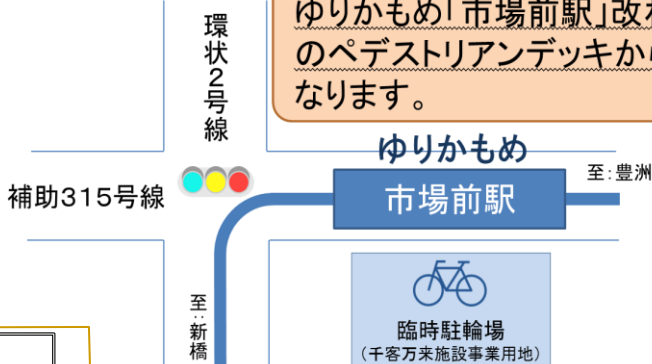 ゆりかもめ「市場前駅」改
のペデストリアンデッキから
なります。
環状2号線
ゆりかもめ
至:豊洲
補助315号線
市場前駅
至:新橋
臨時駐輪場
(千客万来施設事業用地)